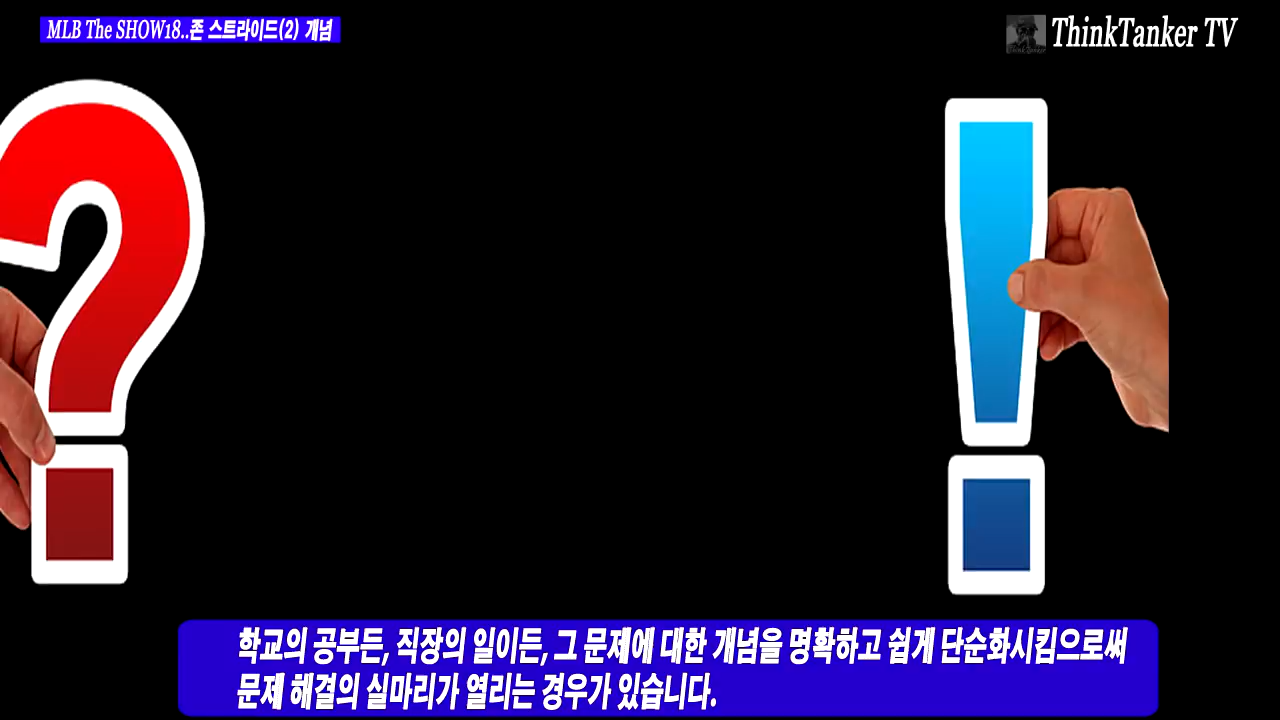 MLB The SHOW18..존 스트라이드(2) 개념
ThinkTanker TV
학교의 공부든, 직장의 일이든, 그 문제에 대한 개념을 명확하고 쉽게 단순화시킴으로써
문제 해결의 실마리가 열리는 경우가 있습니다.